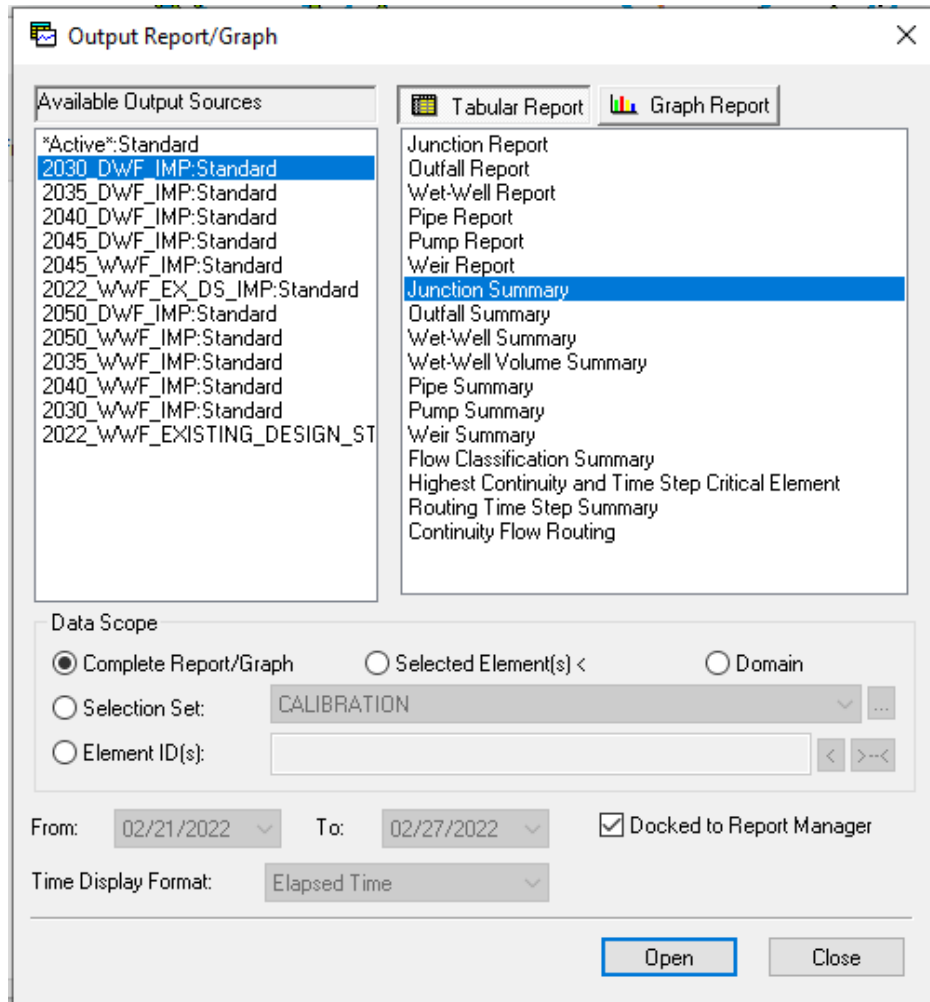 Output Report/Graph
Available Output Sources
Tabular Report
Graph Report
*Active*:Standard
2030_DWF_IMP:Standard
2035_DWF_IMP:Standard
2040_DWF_IMP:Standard
2045_DWF_IMP:Standard
2045_WWF_IMP:Standard
2022_WWF_EX_DS_IMP:Standard
2050_DWF_IMP:Standard
2050_WWF_IMP:Standard
2035_WWF_IMP:Standard
2040_WWF_IMP:Standard
2030_WWF_IMP:Standard
2022_WWF_EXISTING_DESIGN_ST
Junction Report
Outfall Report
Wet-Well Report
Pipe Report
Pump Report
Weir Report
Junction Summary
Outfall Summary
Wet-Well Summary
Wet-Well Volume Summary
Pipe Summary
Pump Summary
Weir Summary
Flow Classification Summary
Highest Continuity and Time Step Critical Element
Routing Time Step Summary
Continuity Flow Routing
Data Scope
Complete Report/Graph
Selected Element(s) <
Domain
Selection Set:
CALIBRATION
...
Element ID(s):
<
>--<
From:
02/21/2022
To:
02/27/2022
Docked to Report Manager
Time Display Format:
Elapsed Time
Open
Close